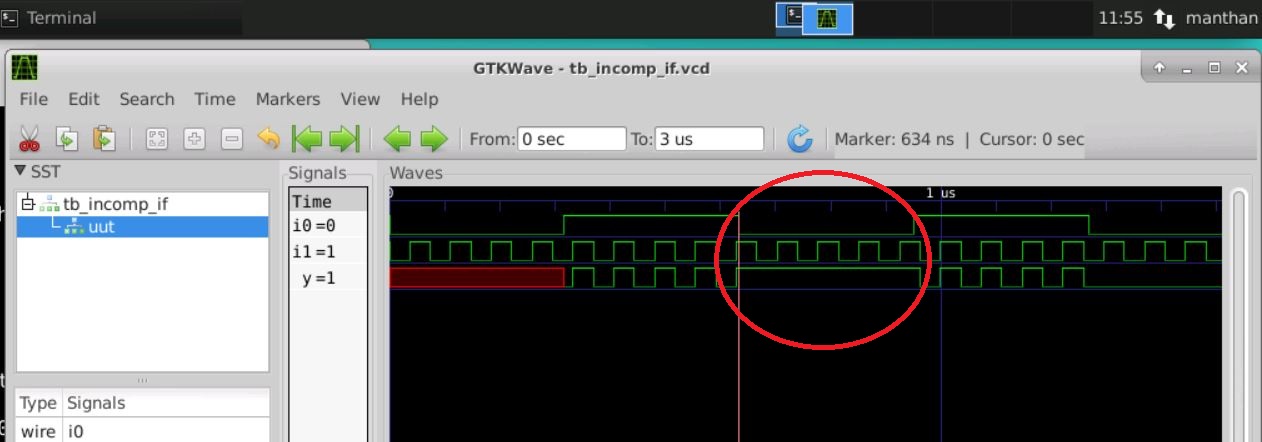 Terminal
11:55 manthan
GTKWave - tb_incomp_if.vcd
File Edit Search Time Markers View Help
From: 0 sec To: 3 us Marker: 634 ns | Cursor: 0 sec
SST
tb_incomp_if
uut
Type Signals
wire i0
Signals
Time
i0=0
i1=1
y=1
Waves
0 1 us